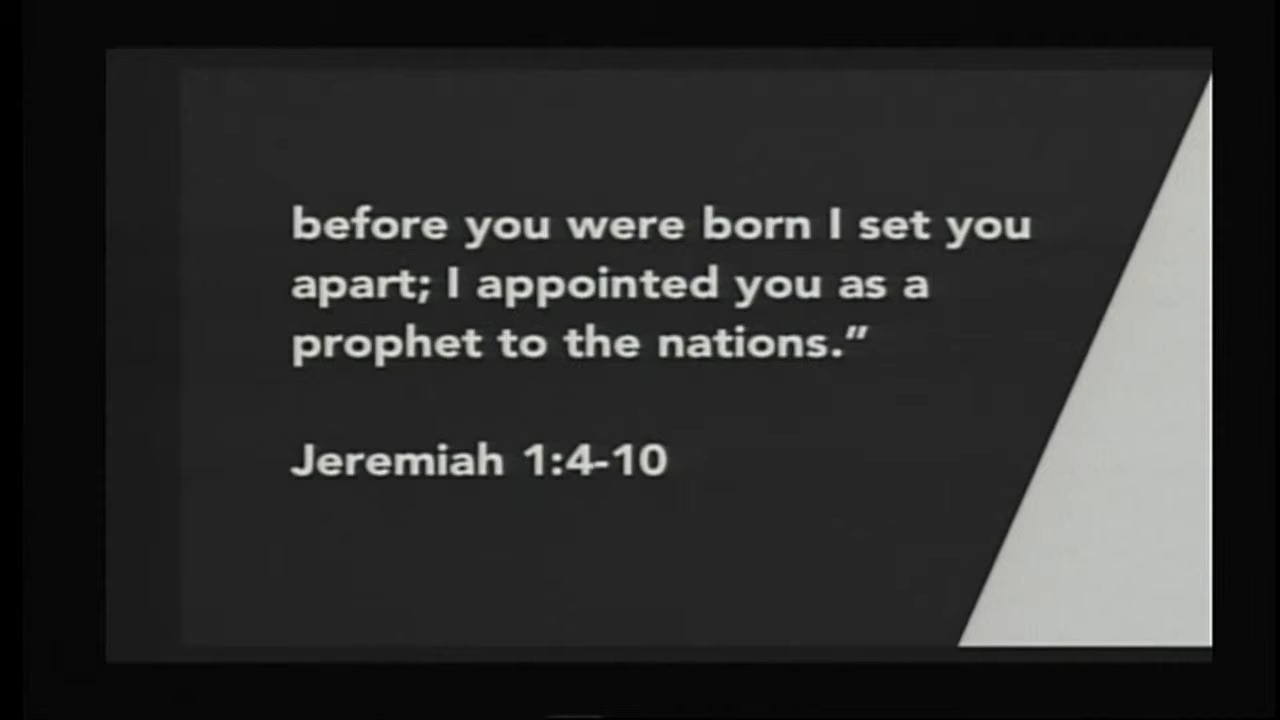 before you were born I set you
apart; I appointed you as a
prophet to the nations.”
Jeremiah 1:4-10